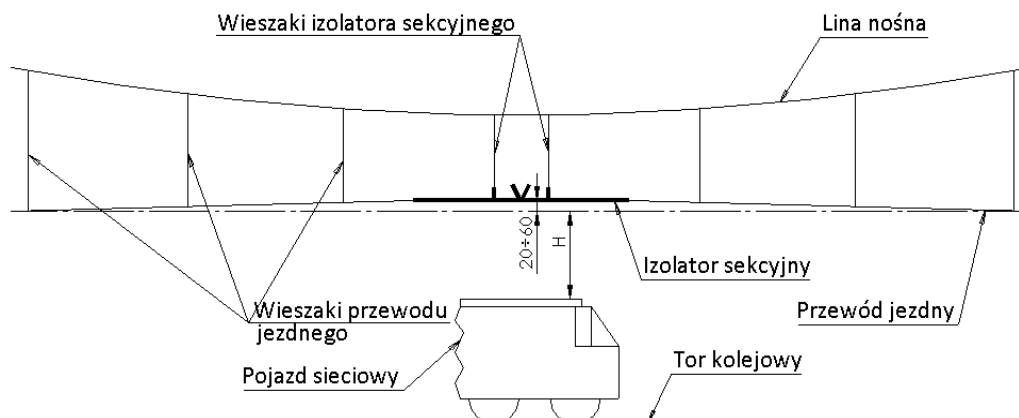 Wieszaki izolatora sekcyjnego
Lina nośna
20÷60
H
Izolator sekcyjny
Wieszaki przewodu
jezdnego
Przewód jezdny
Pojazd sieciowy
Tor kolejowy